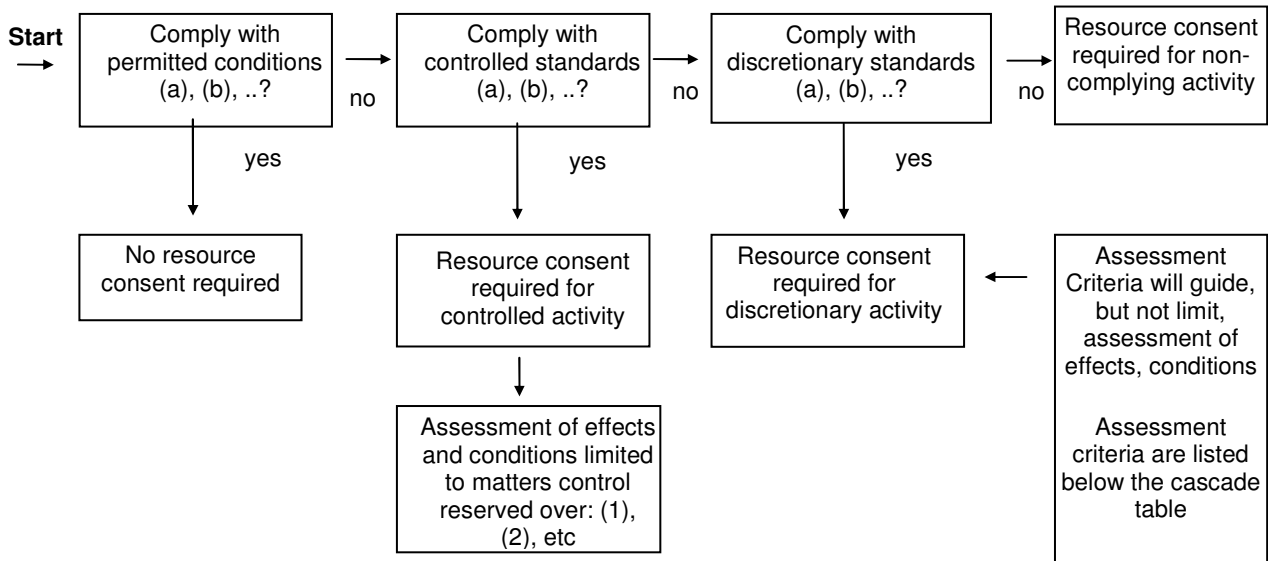 Start
Comply with
permitted conditions
(a), (b), ..?
no
Comply with
controlled standards
(a), (b), ..?
no
Comply with
discretionary standards
(a), (b), ..?
no
Resource consent
required for non-
complying activity
yes
yes
yes
No resource
consent required
Resource consent
required for
controlled activity
Resource consent
required for
discretionary activity
Assessment
Criteria will guide,
but not limit,
assessment of
effects, conditions
Assessment
criteria are listed
below the cascade
table
Assessment of effects
and conditions limited
to matters control
reserved over: (1),
(2), etc